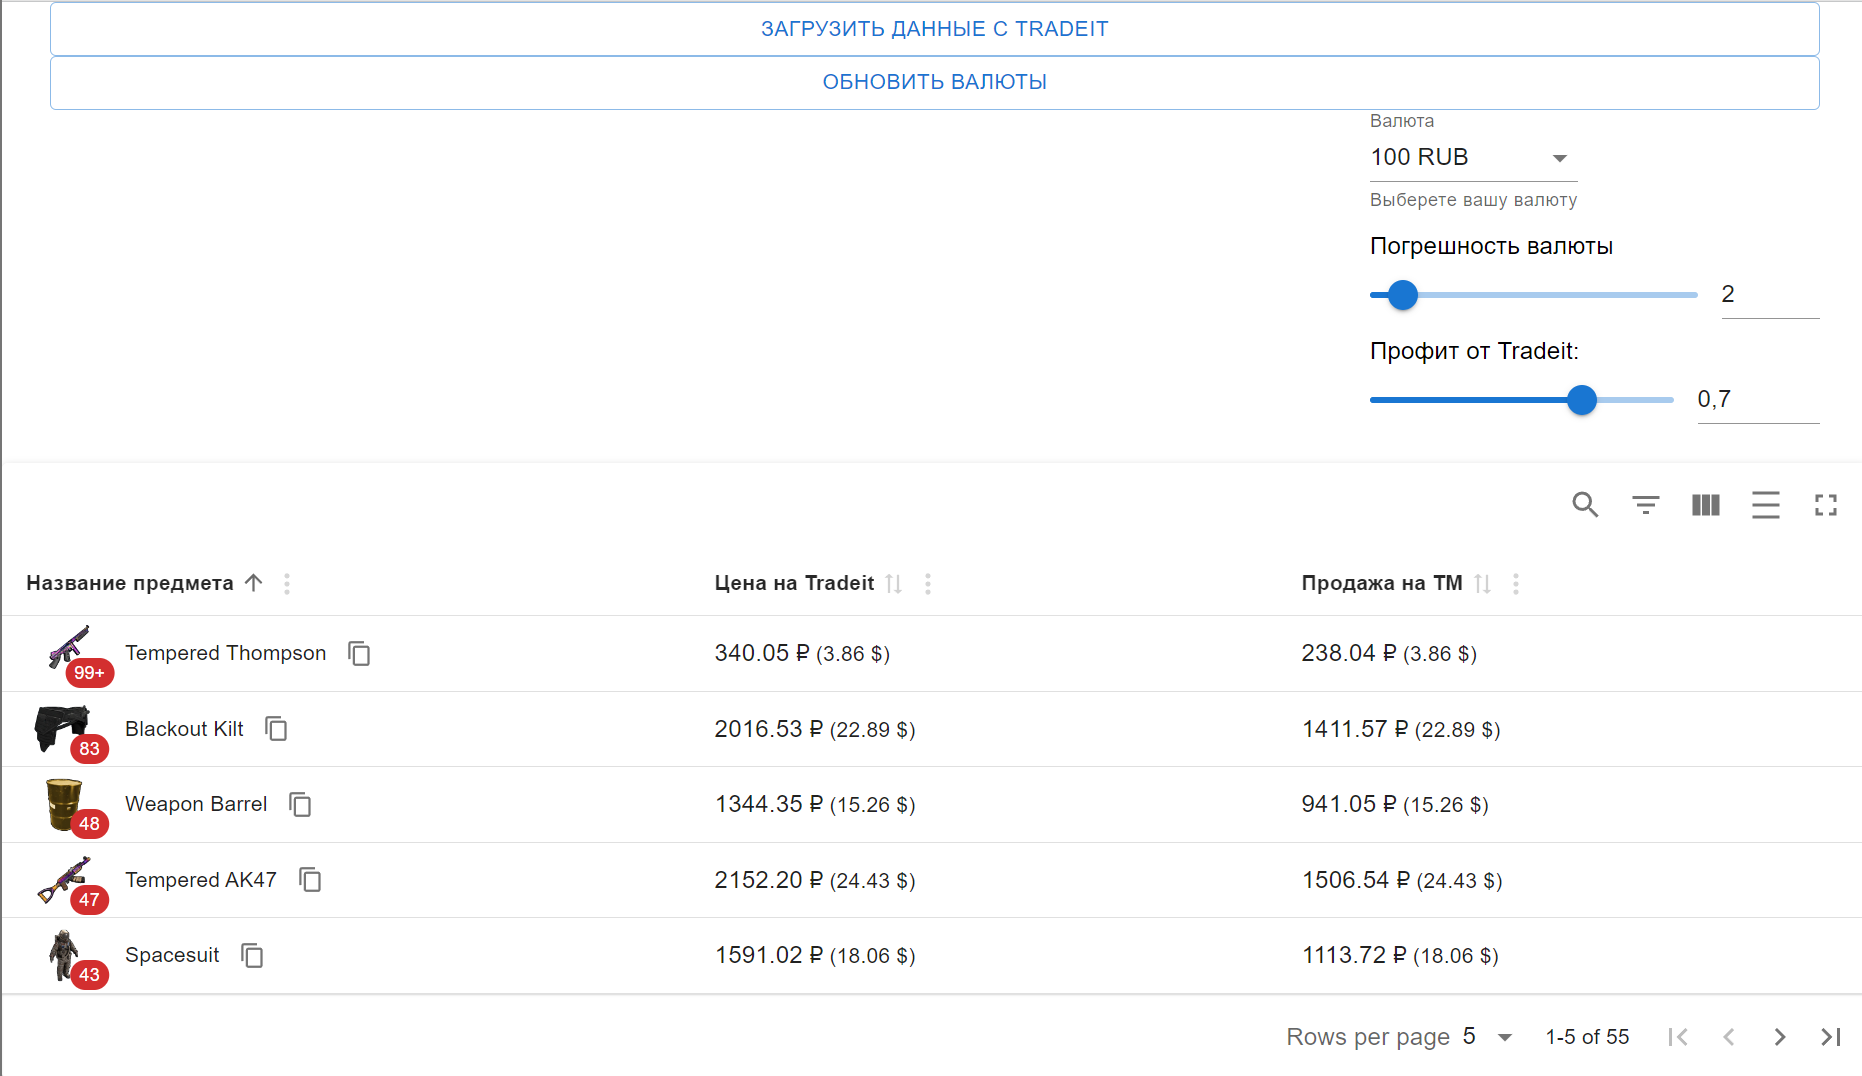 ЗАГРУЗИТЬ ДАННЫЕ С TRADEIT
ОБНОВИТЬ ВАЛЮТЫ
Валюта
100 RUB
Выберете вашу валюту
Погрешность валюты
2
Профит от Tradeit:
0,7
Название предмета Цена на Tradeit Продажа на ТМ
99+ Tempered Thompson 340.05 ₽ (3.86 $) 238.04 ₽ (3.86 $)
83 Blackout Kilt 2016.53 ₽ (22.89 $) 1411.57 ₽ (22.89 $)
48 Weapon Barrel 1344.35 ₽ (15.26 $) 941.05 ₽ (15.26 $)
47 Tempered AK47 2152.20 ₽ (24.43 $) 1506.54 ₽ (24.43 $)
43 Spacesuit 1591.02 ₽ (18.06 $) 1113.72 ₽ (18.06 $)
Rows per page 5 1-5 of 55